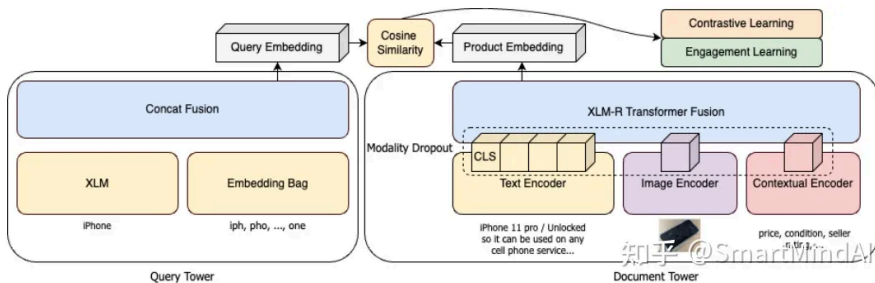 Contrastive Learning
Query Embedding
Cosine
Similarity
Product Embedding
Engagement Learning
Concat Fusion
XLM-R Transformer Fusion
Modality Dropout
CLS
XLM
Embedding Bag
Text Encoder
Image Encoder
Contextual Encoder
iPhone
iph, pho, ..., one
iPhone 11 pro / Unlocked
so it can be used on any
cell phone service...
price, condition, seller
rating, ...
知乎 @SmartMindAI
Query Tower
Document Tower